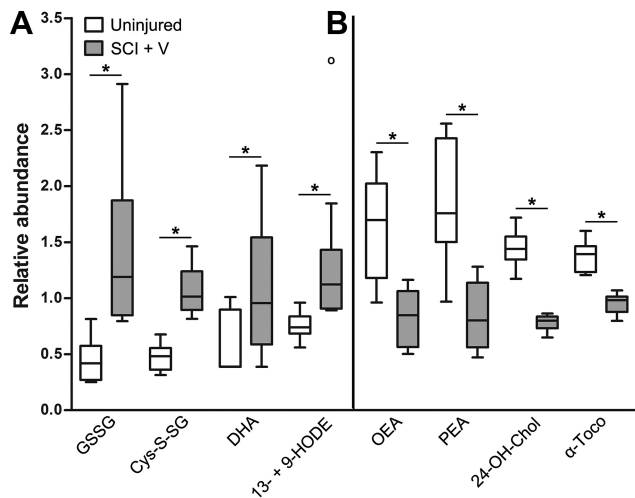 A
B
Uninjured
SCI + V
Relative abundance
3.5
3.0
2.5
2.0
1.5
1.0
0.5
0.0
*
*
*
*
*
*
*
*
GSSG
Cys-S-SG
DHA
13- + 9-HODE
OEA
PEA
24-OH-Chol
α-Toco